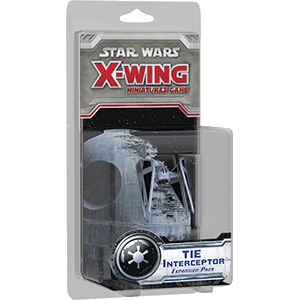 STAR WARS
X-WING
MINIATURES GAME
TIE
INTERCEPTOR
EXPANSION PACK